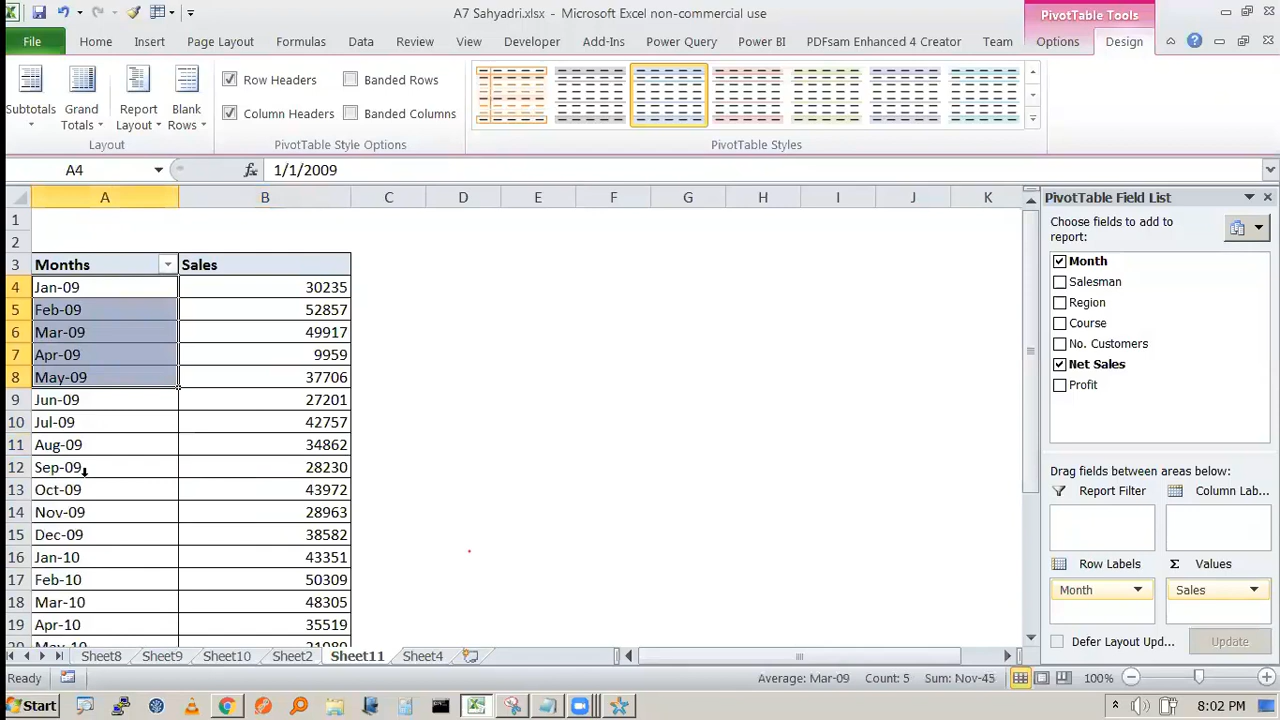 A7 Sahyadri.xlsx - Microsoft Excel non-commercial use
PivotTable Tools
File Home Insert Page Layout Formulas Data Review View Developer Add-Ins Power Query Power BI PDFsam Enhanced 4 Creator Team Options Design
Subtotals
Grand Totals
Report Layout
Blank Rows
Row Headers
Banded Rows
Column Headers
Banded Columns
Layout
PivotTable Style Options
PivotTable Styles
A4 fx 1/1/2009
A B C D E F G H I J K
1
2
3 Months Sales
4 Jan-09 30235
5 Feb-09 52857
6 Mar-09 49917
7 Apr-09 9959
8 May-09 37706
9 Jun-09 27201
10 Jul-09 42757
11 Aug-09 34862
12 Sep-09 28230
13 Oct-09 43972
14 Nov-09 28963
15 Dec-09 38582
16 Jan-10 43351
17 Feb-10 50309
18 Mar-10 48305
19 Apr-10 35519
PivotTable Field List
Choose fields to add to
report:
Month
Salesman
Region
Course
No. Customers
Net Sales
Profit
Drag fields between areas below:
Report Filter
Column Lab...
Row Labels
Σ Values
Month
Sales
Defer Layout Upd...
Update
Sheet8 Sheet9 Sheet10 Sheet2 Sheet11 Sheet4
Ready
Average: Mar-09 Count: 5 Sum: Nov-45
100%
Start
8:02 PM